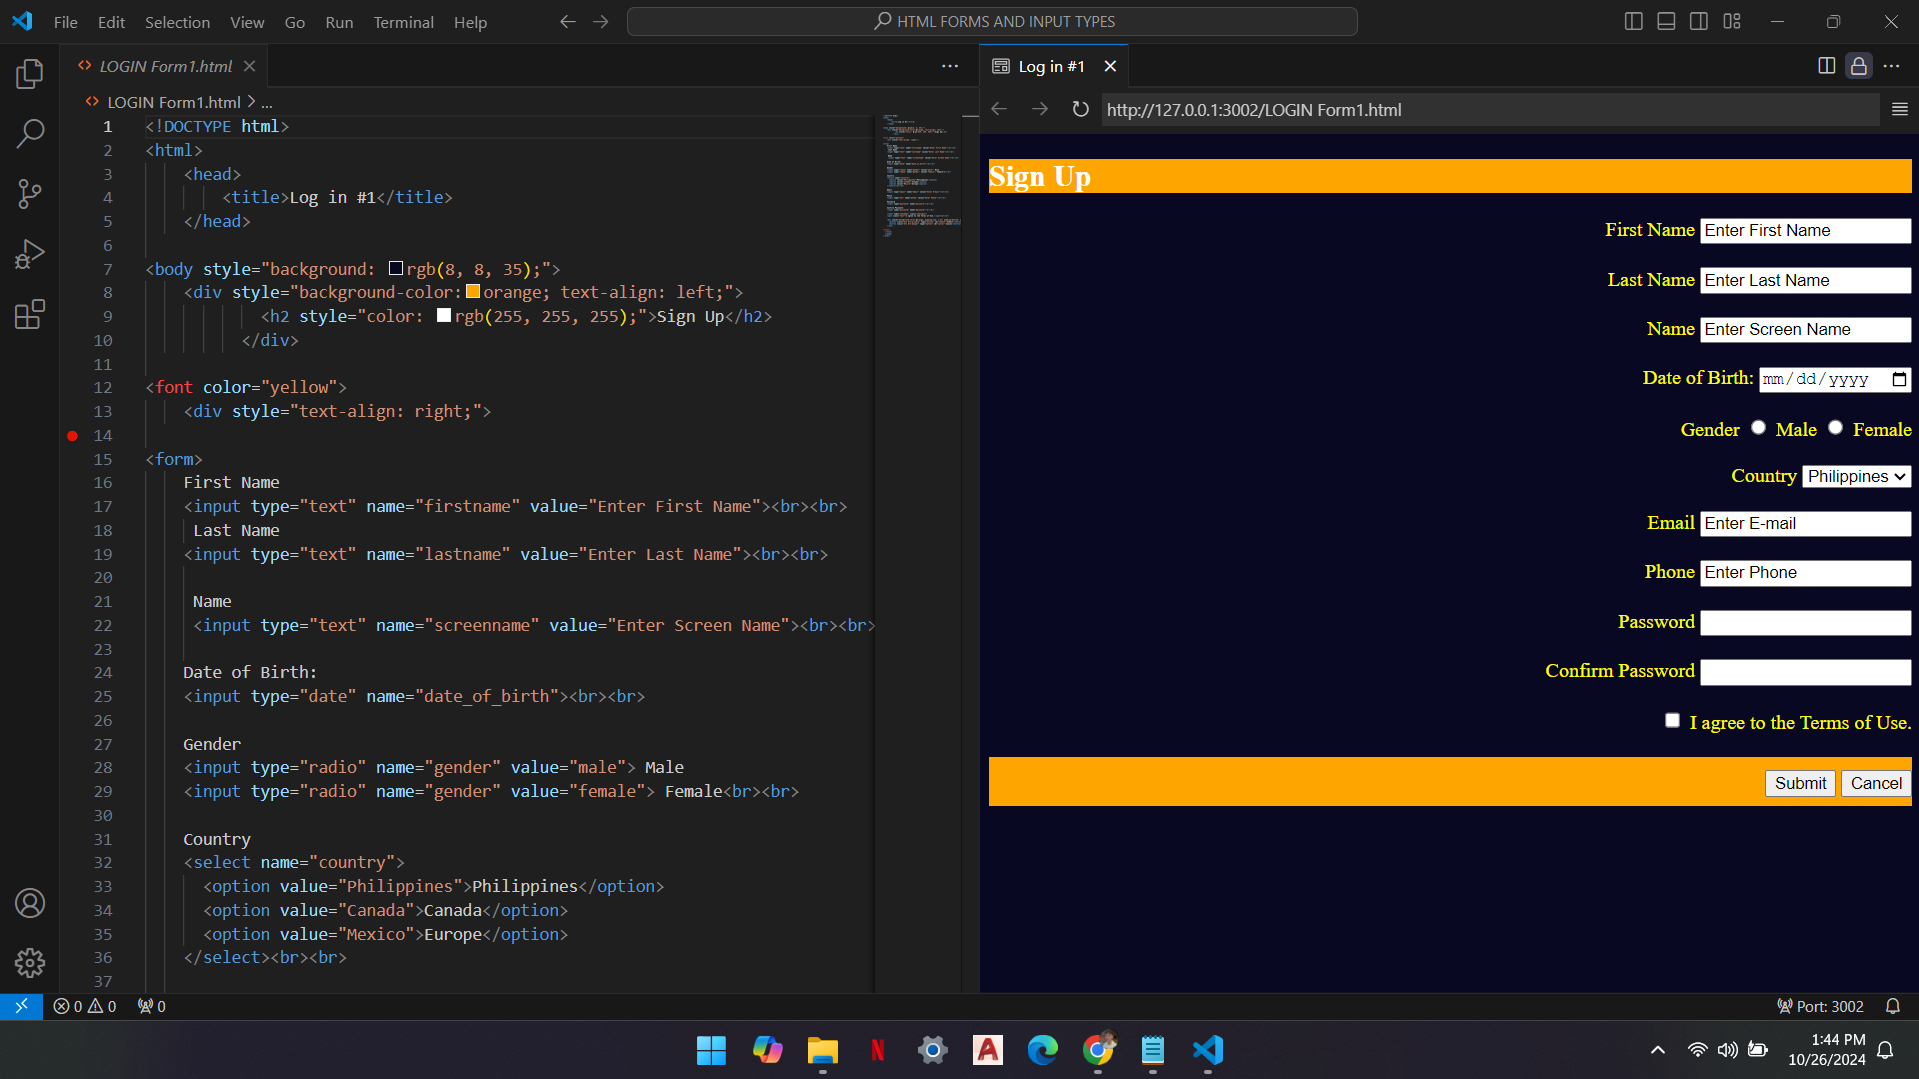 File Edit Selection View Go Run Terminal Help
HTML FORMS AND INPUT TYPES
LOGIN Form1.html
LOGIN Form1.html > ...
1 <!DOCTYPE html>
2 <html>
3 <head>
4 <title>Log in #1</title>
5 </head>
6
7 <body style="background: rgb(8, 8, 35);">
8 <div style="background-color: orange; text-align: left;">
9 <h2 style="color: rgb(255, 255, 255);">Sign Up</h2>
10 </div>
11
12 <font color="yellow">
13 <div style="text-align: right;">
14
15 <form>
16 First Name
17 <input type="text" name="firstname" value="Enter First Name"><br><br>
18 Last Name
19 <input type="text" name="lastname" value="Enter Last Name"><br><br>
20
21 Name
22 <input type="text" name="screenname" value="Enter Screen Name"><br><br>
23
24 Date of Birth:
25 <input type="date" name="date_of_birth"><br><br>
26
27 Gender
28 <input type="radio" name="gender" value="male"> Male
29 <input type="radio" name="gender" value="female"> Female<br><br>
30
31 Country
32 <select name="country">
33 <option value="Philippines">Philippines</option>
34 <option value="Canada">Canada</option>
35 <option value="Mexico">Europe</option>
36 </select><br><br>
37
Log in #1
http://127.0.0.1:3002/LOGIN Form1.html
Sign Up
First Name Enter First Name
Last Name Enter Last Name
Name Enter Screen Name
Date of Birth: mm/dd/yyyy
Gender Male Female
Country Philippines
Email Enter E-mail
Phone Enter Phone
Password
Confirm Password
I agree to the Terms of Use.
Submit Cancel
0 0 0
Port: 3002
N A
1:44 PM
10/26/2024